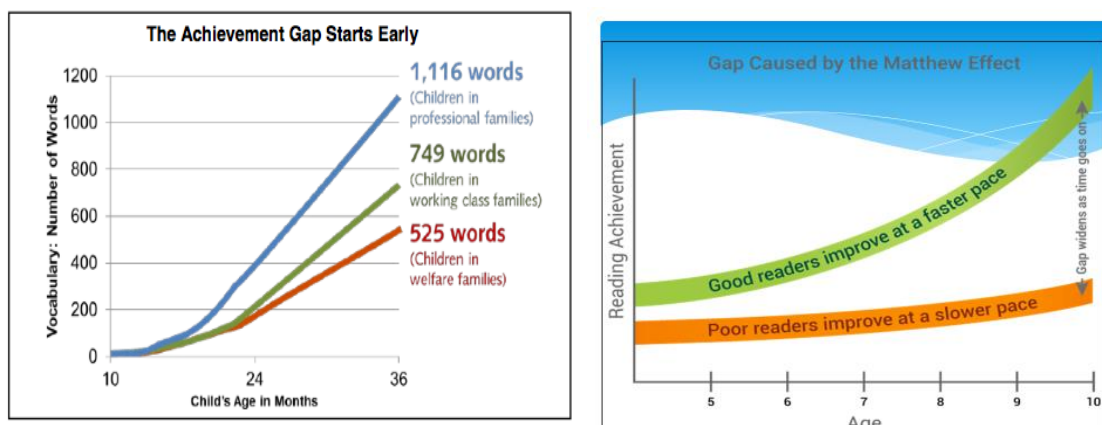 The Achievement Gap Starts Early
1200
1000
800
600
400
200
0
Vocabulary: Number of Words
10
24
36
Child's Age in Months
1,116 words
(Children in
professional families)
749 words
(Children in
working class families)
525 words
(Children in
welfare families)
Gap Caused by the Matthew Effect
Reading Achievement
Good readers improve at a faster pace
Poor readers improve at a slower pace
Gap widens as time goes on
5
6
7
8
9
10
Age